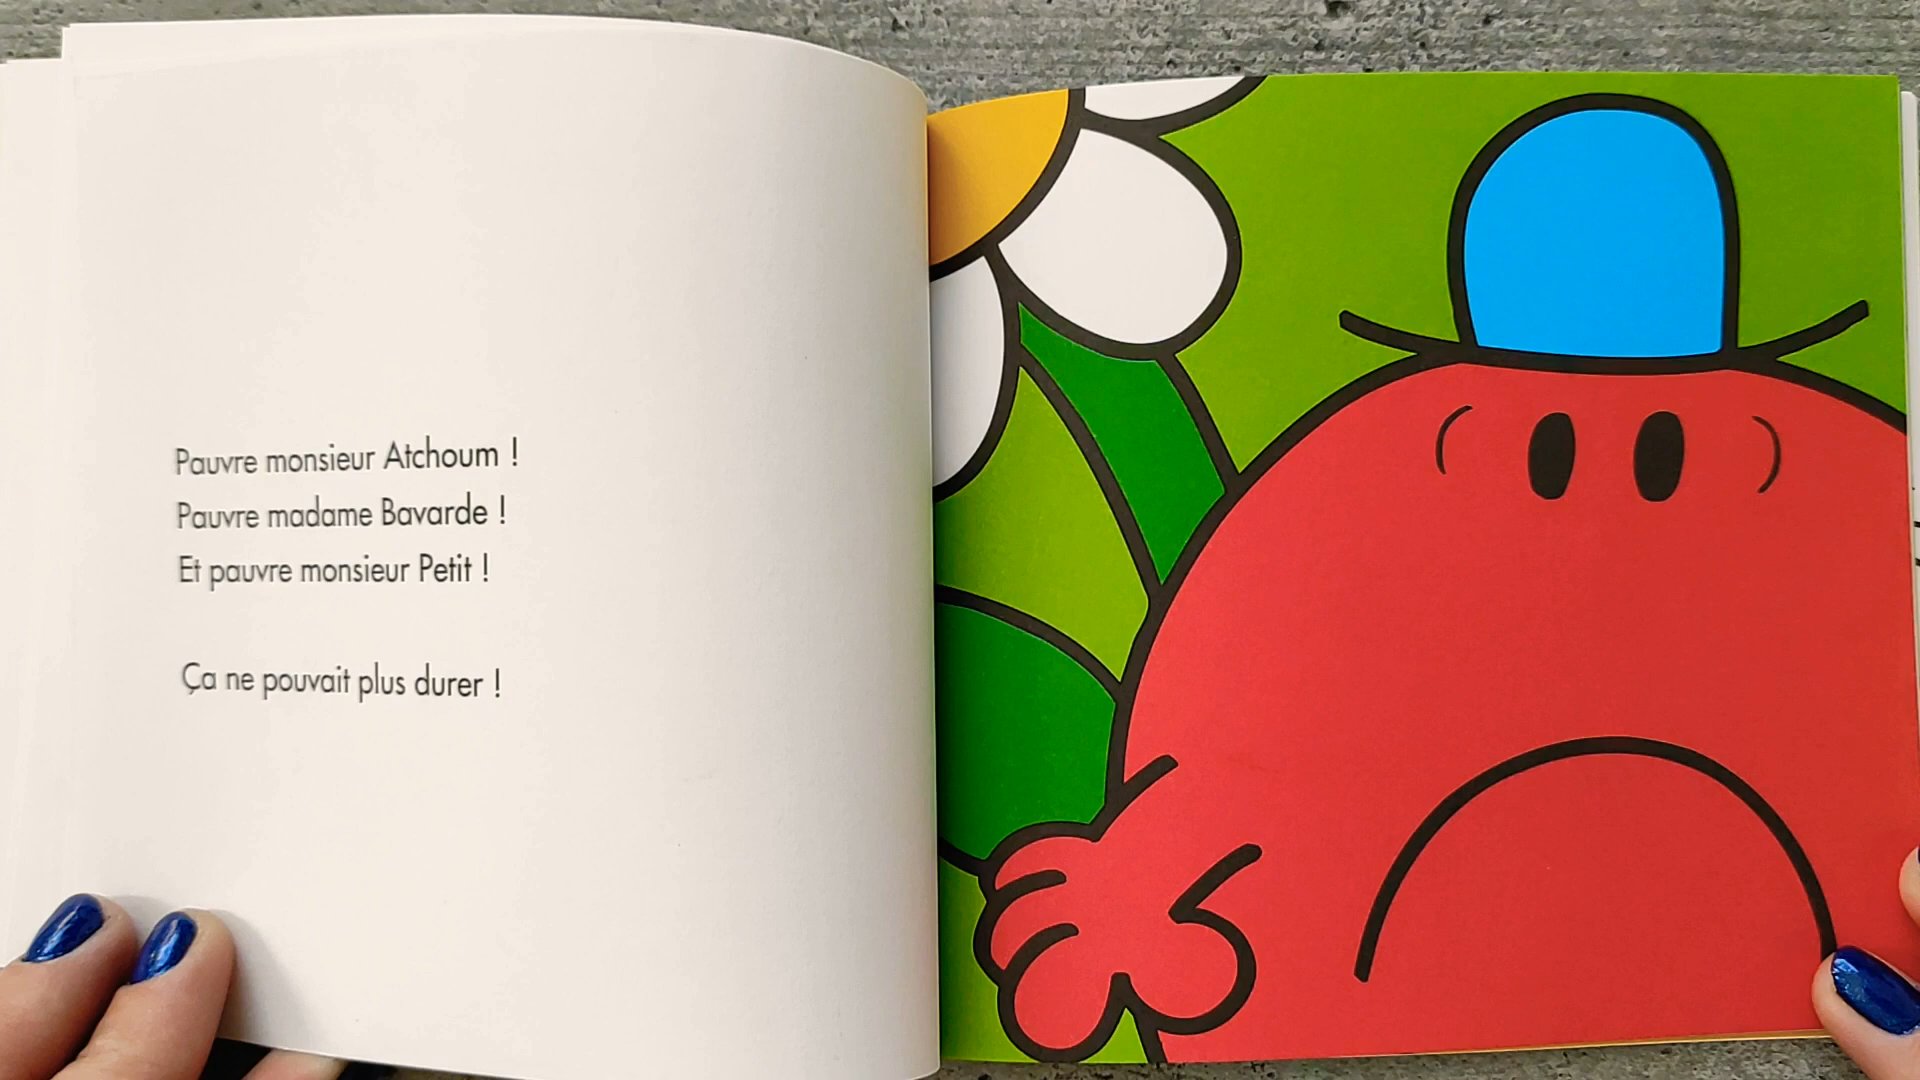 Pauvre monsieur Atchoum !
Pauvre madame Bavarde !
Et pauvre monsieur Petit !
Ça ne pouvait plus durer !